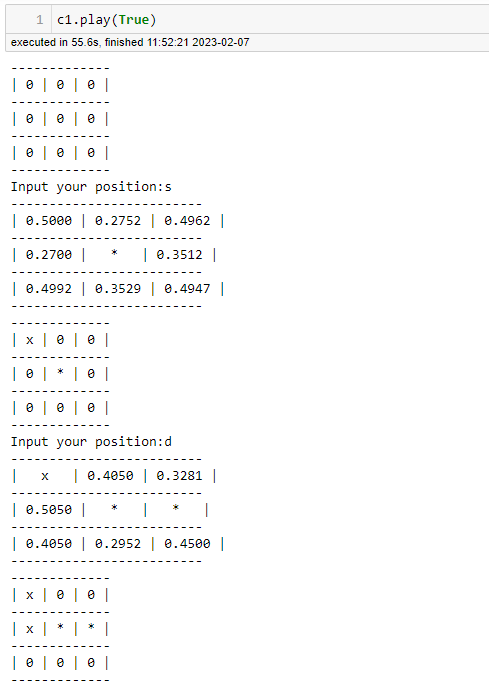 1 c1.play(True)
executed in 55.6s, finished 11:52:21 2023-02-07
-------------
| 0 | 0 | 0 |
-------------
| 0 | 0 | 0 |
-------------
| 0 | 0 | 0 |
-------------
Input your position:s
-------------------------
| 0.5000 | 0.2752 | 0.4962 |
-------------------------
| 0.2700 |   *   | 0.3512 |
-------------------------
| 0.4992 | 0.3529 | 0.4947 |
-------------------------
-------------
| x | 0 | 0 |
-------------
| 0 | * | 0 |
-------------
| 0 | 0 | 0 |
-------------
Input your position:d
-------------------------
|   x   | 0.4050 | 0.3281 |
-------------------------
| 0.5050 |   *   |   *   |
-------------------------
| 0.4050 | 0.2952 | 0.4500 |
-------------------------
-------------
| x | 0 | 0 |
-------------
| x | * | * |
-------------
| 0 | 0 | 0 |
-------------